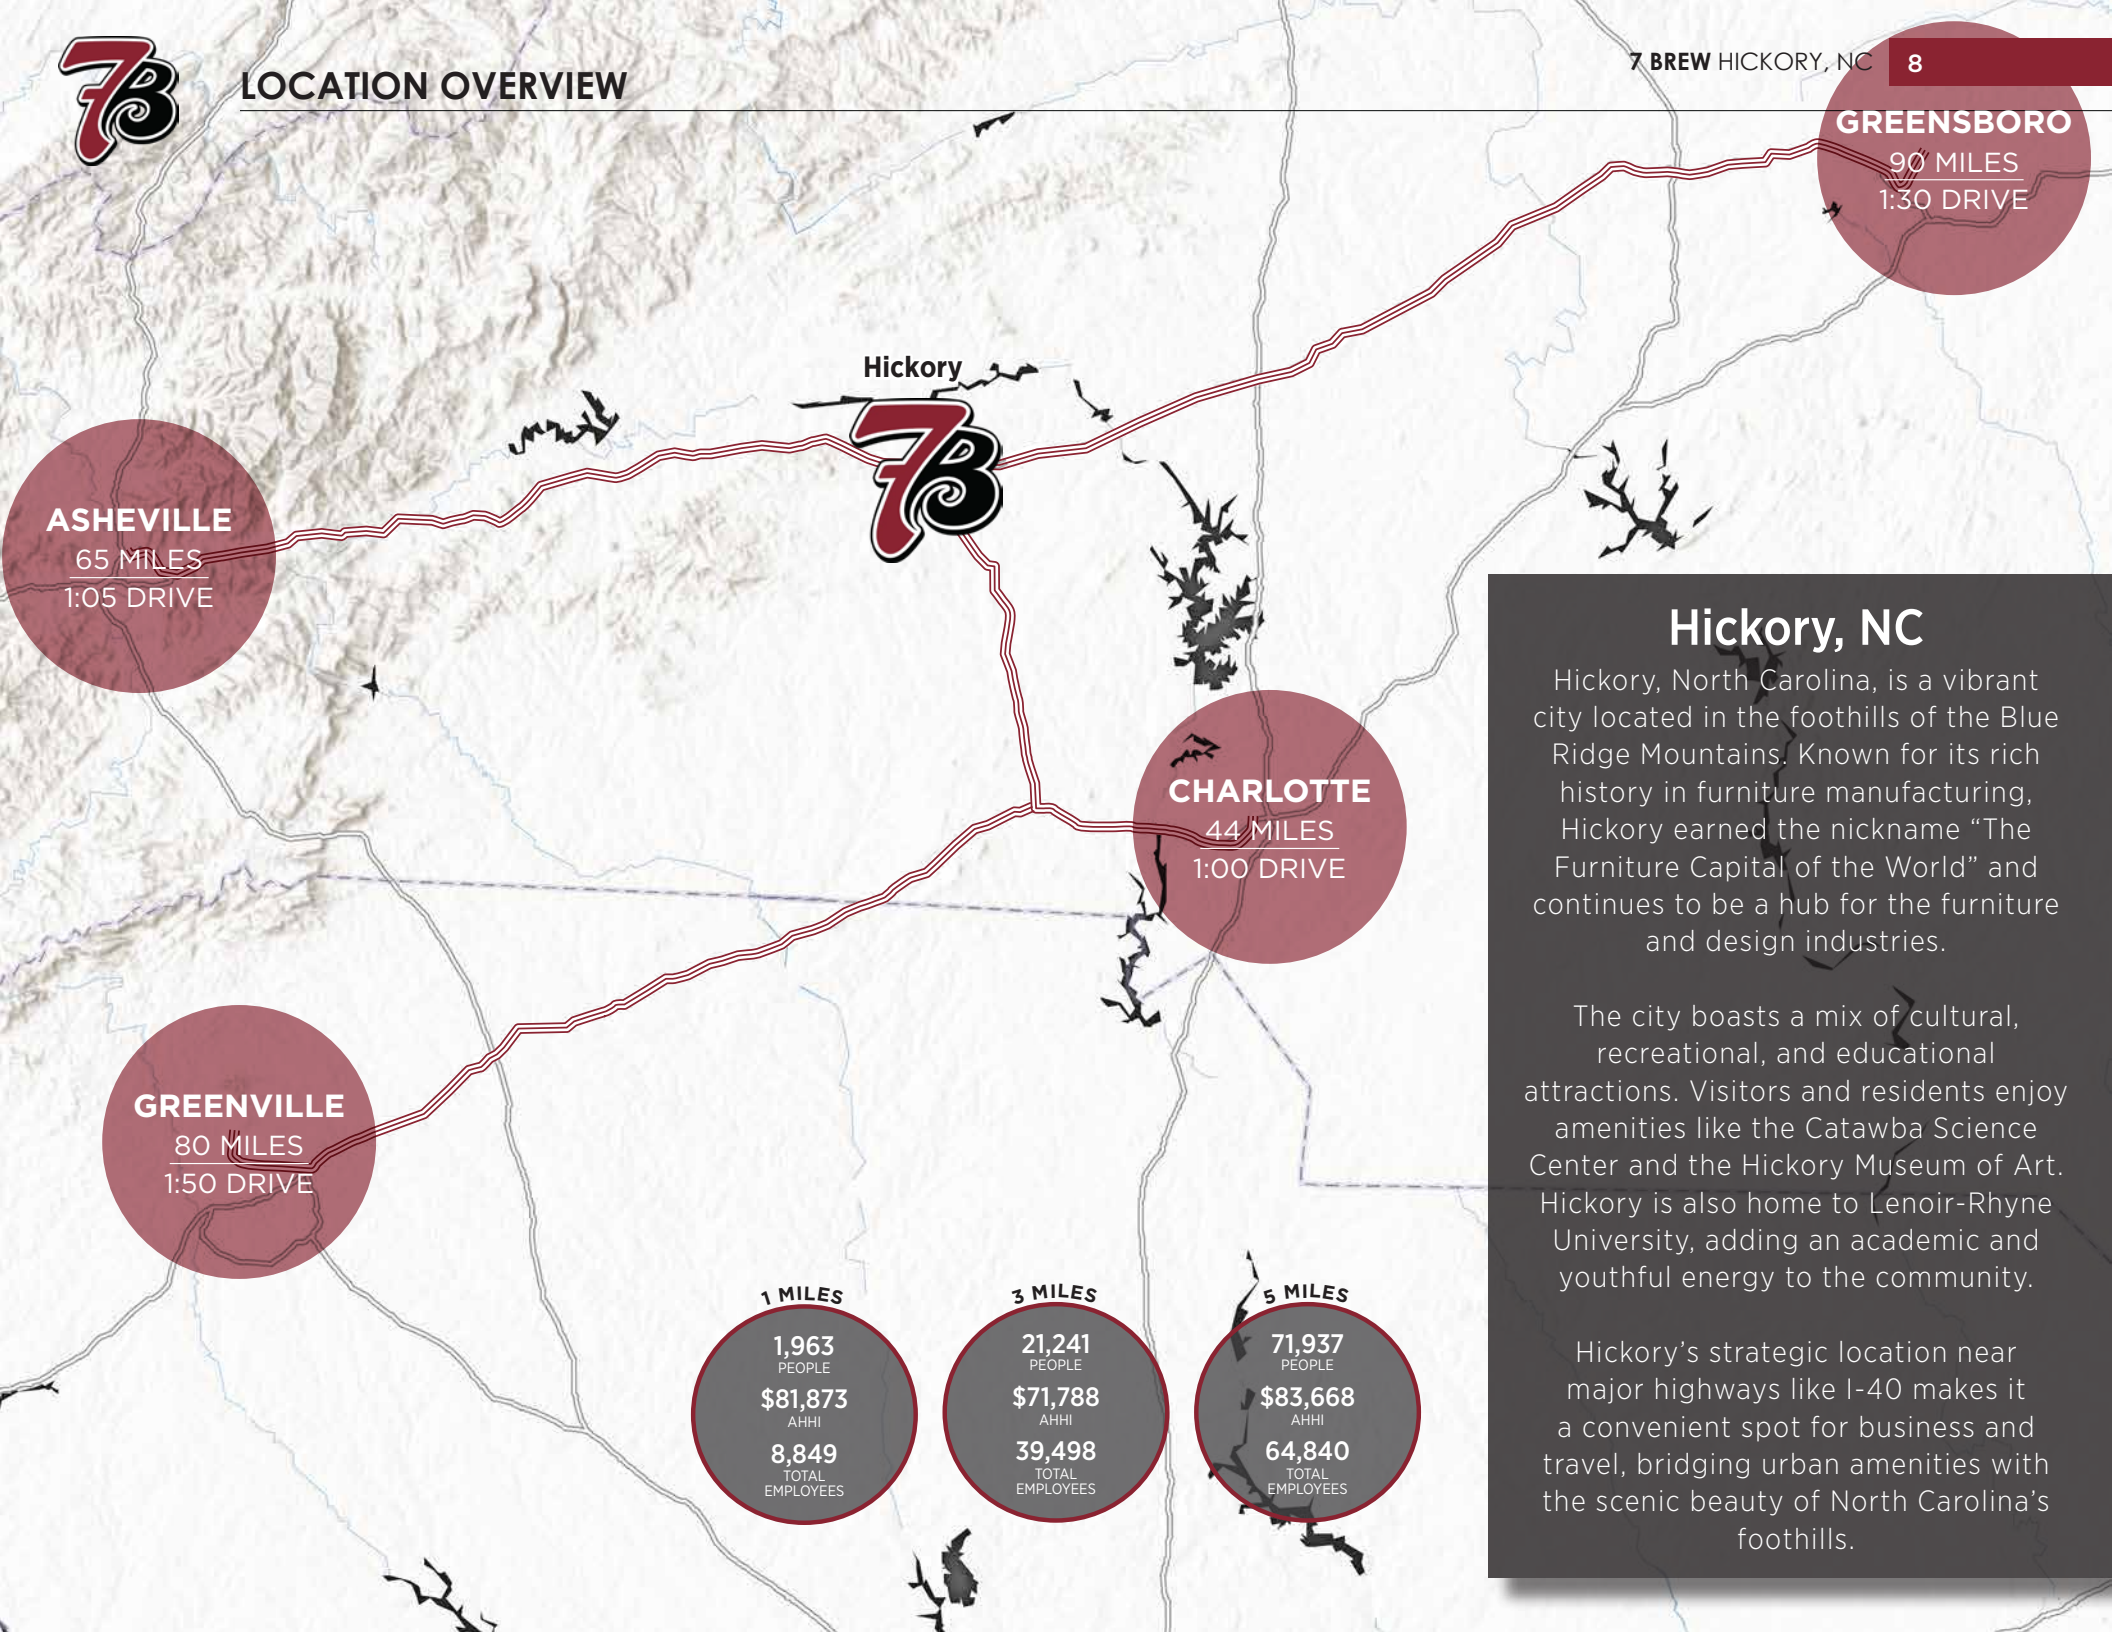 7B
LOCATION OVERVIEW
7 BREW HICKORY, NC
8
GREENSBORO
90 MILES
1:30 DRIVE
Hickory
7B
ASHEVILLE
65 MILES
1:05 DRIVE
CHARLOTTE
44 MILES
1:00 DRIVE
GREENVILLE
80 MILES
1:50 DRIVE
1 MILES
1,963
PEOPLE
$81,873
AHHI
8,849
TOTAL
EMPLOYEES
3 MILES
21,241
PEOPLE
$71,788
AHHI
39,498
TOTAL
EMPLOYEES
5 MILES
71,937
PEOPLE
$83,668
AHHI
64,840
TOTAL
EMPLOYEES
Hickory, NC
Hickory, North Carolina, is a vibrant
city located in the foothills of the Blue
Ridge Mountains. Known for its rich
history in furniture manufacturing,
Hickory earned the nickname “The
Furniture Capital of the World” and
continues to be a hub for the furniture
and design industries.
The city boasts a mix of cultural,
recreational, and educational
attractions. Visitors and residents enjoy
amenities like the Catawba Science
Center and the Hickory Museum of Art.
Hickory is also home to Lenoir-Rhyne
University, adding an academic and
youthful energy to the community.
Hickory’s strategic location near
major highways like I-40 makes it
a convenient spot for business and
travel, bridging urban amenities with
the scenic beauty of North Carolina’s
foothills.